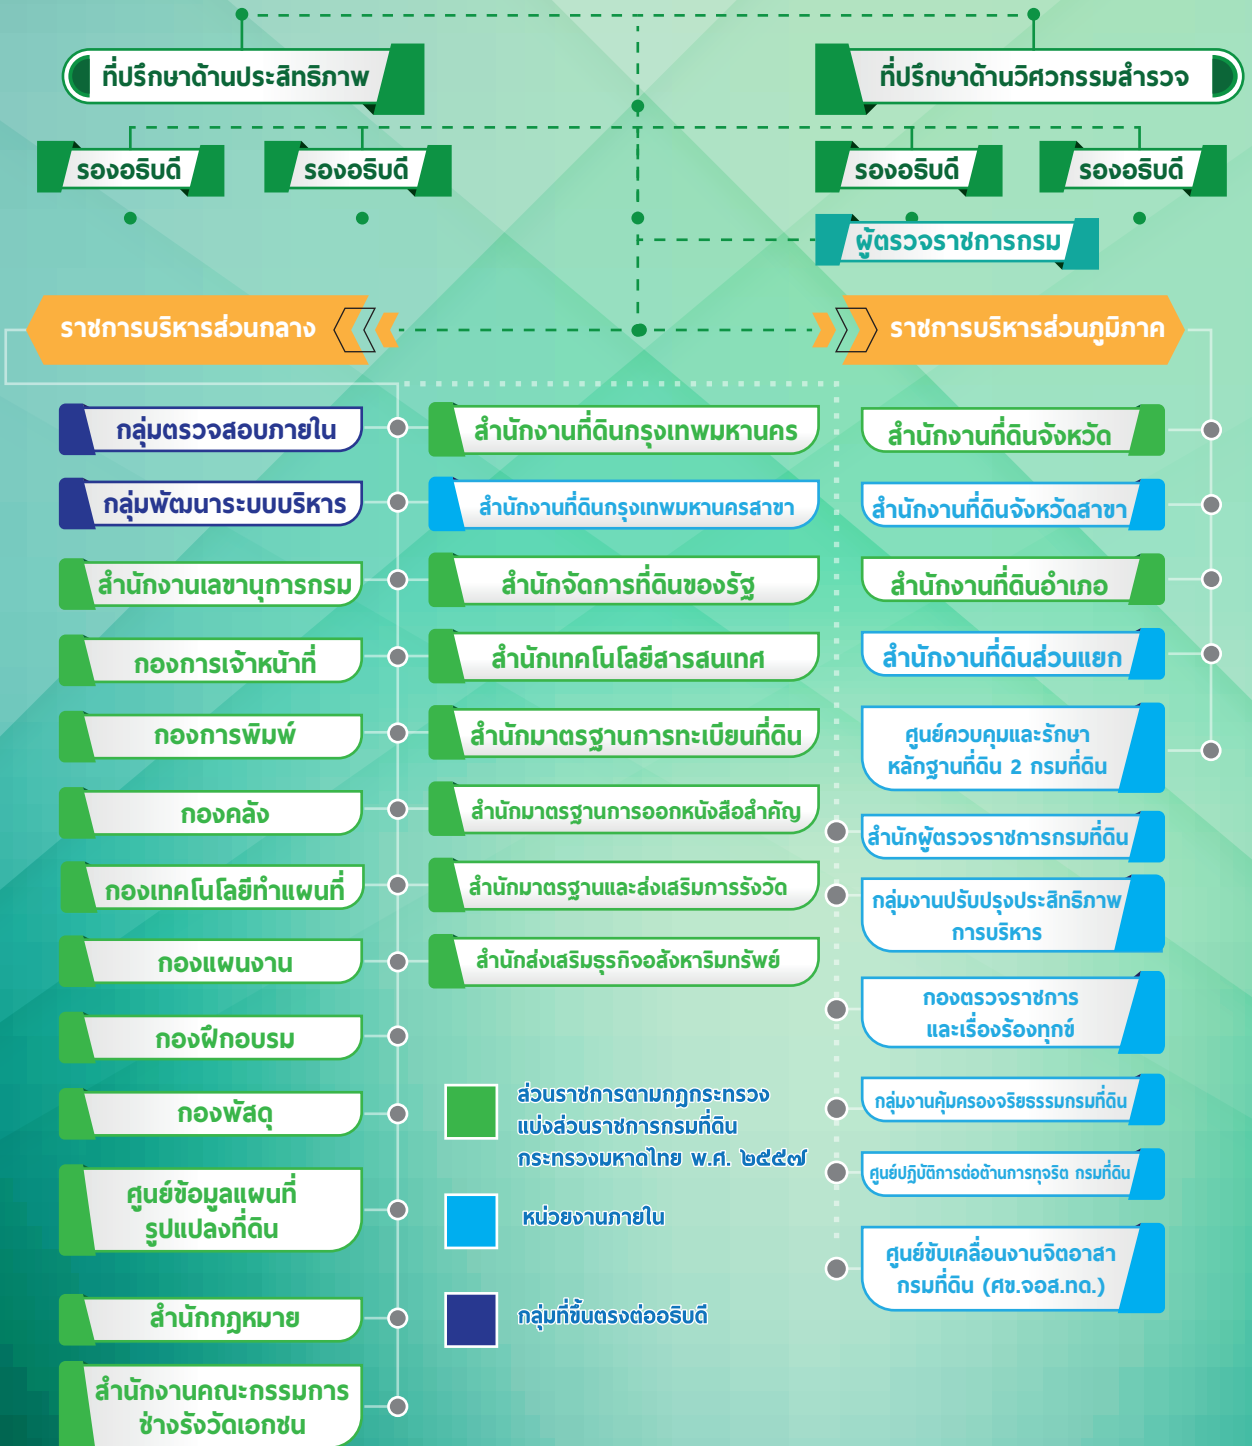 ที่ปรึกษาด้านประสิทธิภาพ
ที่ปรึกษาด้านวิศวกรรมสำรวจ
รองอธิบดี
รองอธิบดี
รองอธิบดี
รองอธิบดี
ผู้ตรวจราชการกรม
ราชการบริหารส่วนกลาง
ราชการบริหารส่วนภูมิภาค
กลุ่มตรวจสอบภายใน
กลุ่มพัฒนาระบบบริหาร
สำนักงานเลขานุการกรม
กองการเจ้าหน้าที่
กองการพิมพ์
กองคลัง
กองเทคโนโลยีทำแผนที่
กองแผนงาน
กองฝึกอบรม
กองพัสดุ
ศูนย์ข้อมูลแผนที่
รูปแปลงที่ดิน
สำนักกฎหมาย
สำนักงานคณะกรรมการ
ช่างรังวัดเอกชน
สำนักงานที่ดินกรุงเทพมหานคร
สำนักงานที่ดินกรุงเทพมหานครสาขา
สำนักจัดการที่ดินของรัฐ
สำนักเทคโนโลยีสารสนเทศ
สำนักมาตรฐานการทะเบียนที่ดิน
สำนักมาตรฐานการออกหนังสือสำคัญ
สำนักมาตรฐานและส่งเสริมการรังวัด
สำนักส่งเสริมธุรกิจอสังหาริมทรัพย์
ส่วนราชการตามกฎกระทรวง
แบ่งส่วนราชการกรมที่ดิน
กระทรวงมหาดไทย พ.ศ. ๒๕๕๗
หน่วยงานภายใน
กลุ่มที่ขึ้นตรงต่ออธิบดี
สำนักงานที่ดินจังหวัด
สำนักงานที่ดินจังหวัดสาขา
สำนักงานที่ดินอำเภอ
สำนักงานที่ดินส่วนแยก
ศูนย์ควบคุมและรักษา
หลักฐานที่ดิน 2 กรมที่ดิน
สำนักผู้ตรวจราชการกรมที่ดิน
กลุ่มงานปรับปรุงประสิทธิภาพ
การบริหาร
กองตรวจราชการ
และเรื่องร้องทุกข์
กลุ่มงานคุ้มครองจริยธรรมกรมที่ดิน
ศูนย์ปฏิบัติการต่อต้านการทุจริต กรมที่ดิน
ศูนย์ขับเคลื่อนงานจิตอาสา
กรมที่ดิน (ศข.จอส.ทด.)